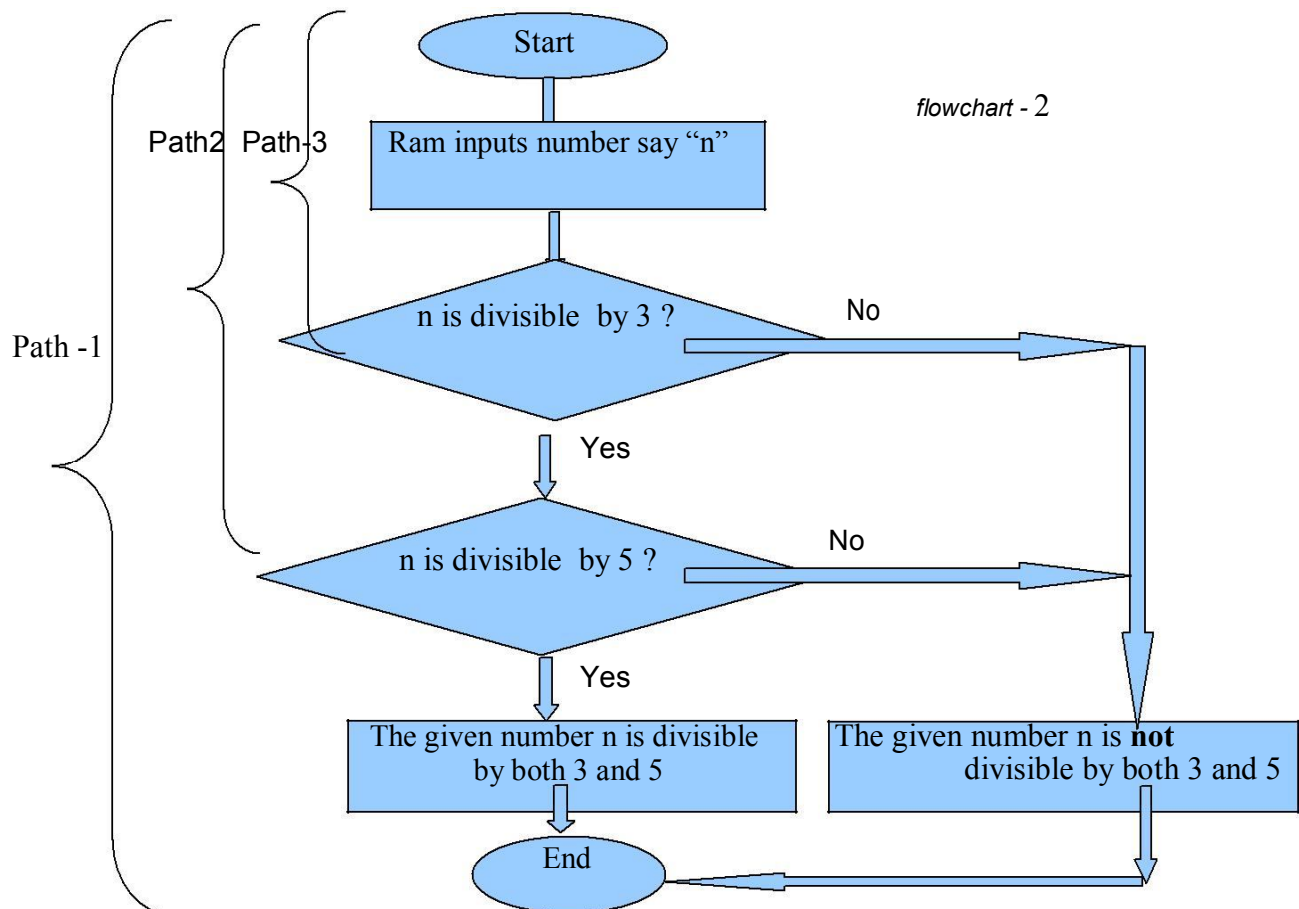 Start
flowchart - 2
Path2
Path-3
Ram inputs number say “n”
n is divisible by 3 ?
No
Path -1
Yes
n is divisible by 5 ?
No
Yes
The given number n is divisible
by both 3 and 5
The given number n is not
divisible by both 3 and 5
End